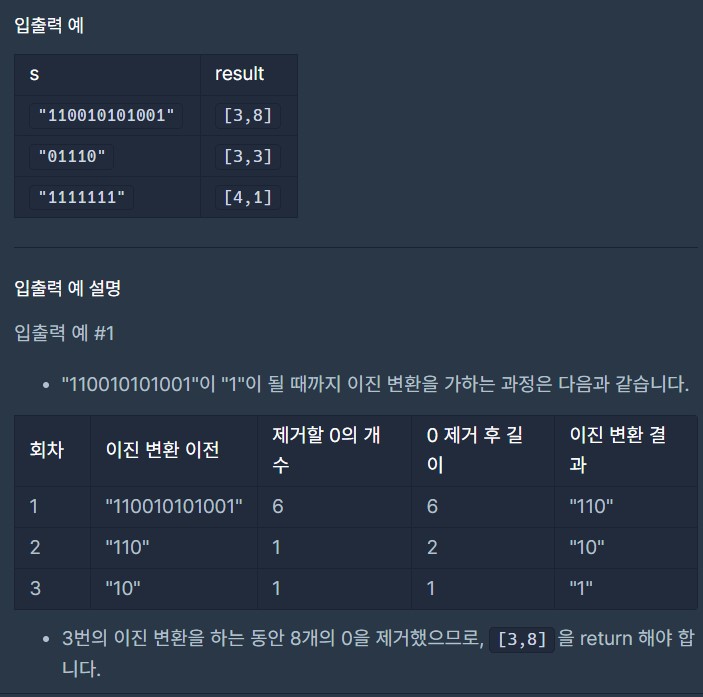 입출력 예
s result
"110010101001" [3,8]
"01110" [3,3]
"1111111" [4,1]
입출력 예 설명
입출력 예 #1
• "110010101001"이 "1"이 될 때까지 이진 변환을 가하는 과정은 다음과 같습니다.
회차 이진 변환 이전 제거할 0의 개수 0 제거 후 길이 이진 변환 결과
1 "110010101001" 6 6 "110"
2 "110" 1 2 "10"
3 "10" 1 1 "1"
• 3번의 이진 변환을 하는 동안 8개의 0을 제거했으므로, [3,8] 을 return 해야 합
니다.